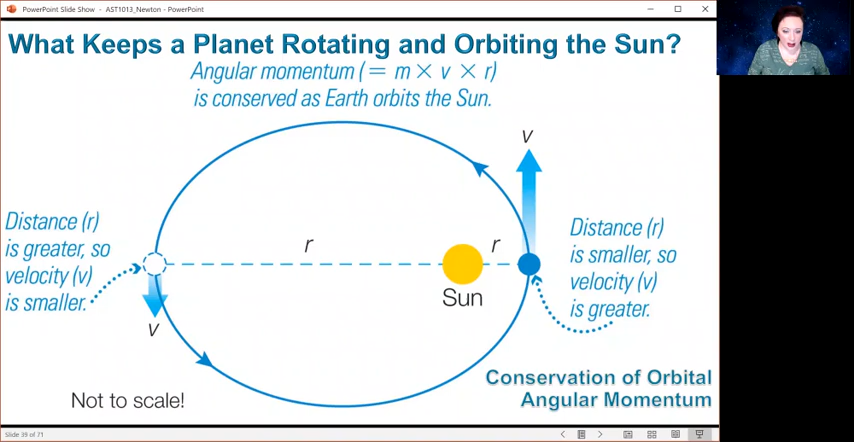 PowerPoint Slide Show - AST1013_Newton - PowerPoint
What Keeps a Planet Rotating and Orbiting the Sun?
Angular momentum (= m × v × r)
is conserved as Earth orbits the Sun.
v
Distance (r)
is greater, so
velocity (v)
is smaller.
r
r
Distance (r)
is smaller, so
velocity (v)
is greater.
Sun
v
Conservation of Orbital
Angular Momentum
Not to scale!
Slide 39 of 71